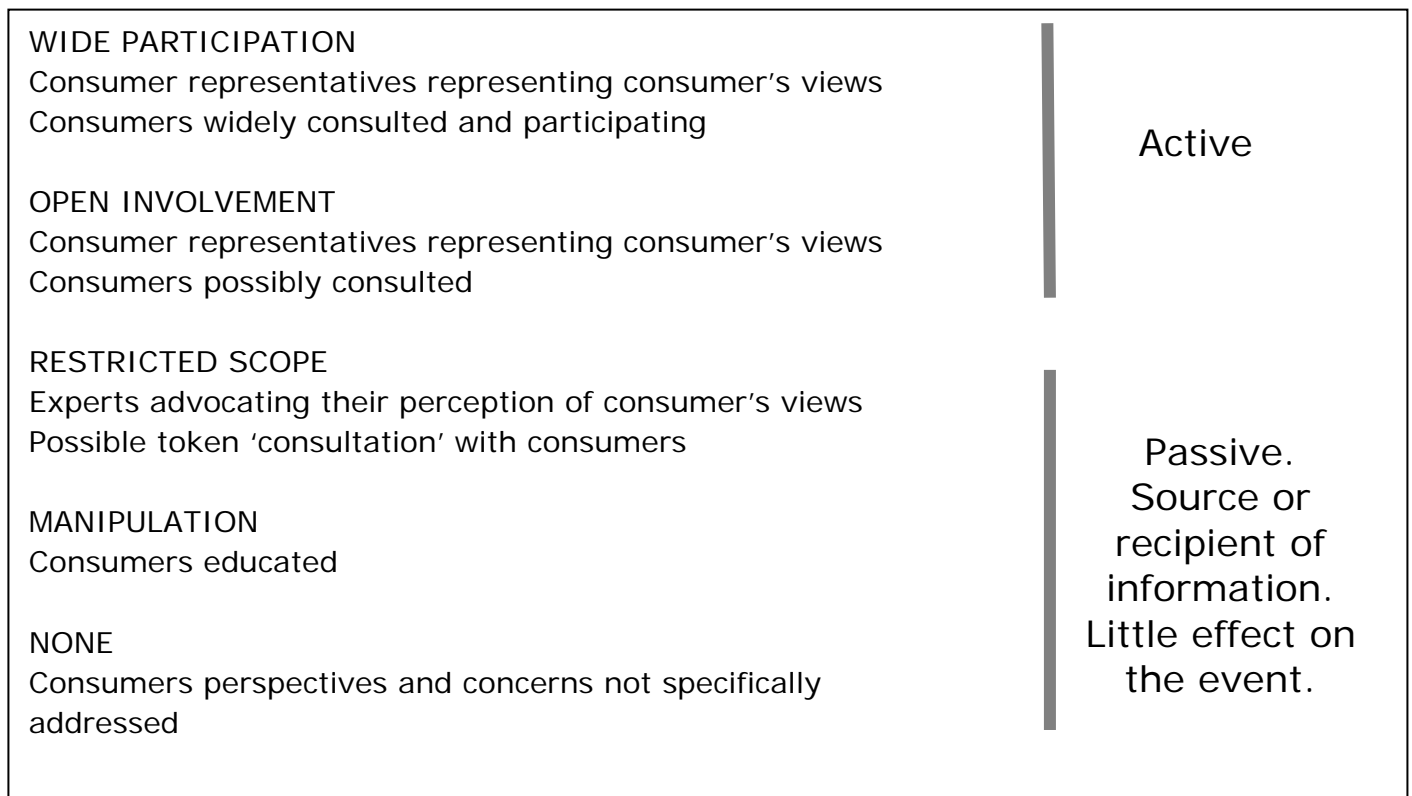 WIDE PARTICIPATION
Consumer representatives representing consumer’s views
Consumers widely consulted and participating
Active
OPEN INVOLVEMENT
Consumer representatives representing consumer’s views
Consumers possibly consulted
RESTRICTED SCOPE
Experts advocating their perception of consumer’s views
Possible token ‘consultation’ with consumers
MANIPULATION
Consumers educated
NONE
Consumers perspectives and concerns not specifically
addressed
Passive.
Source or
recipient of
information.
Little effect on
the event.